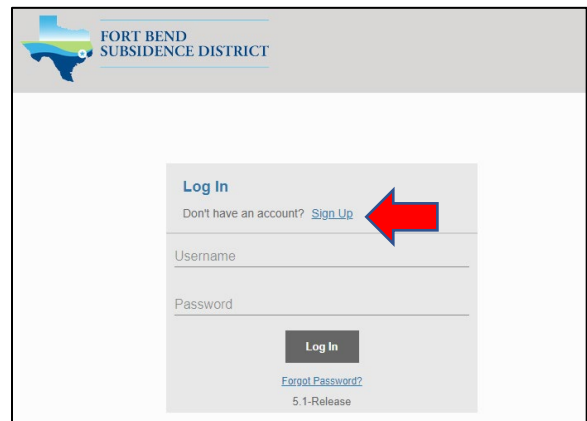 FORT BEND
SUBSIDENCE DISTRICT
Log In
Don't have an account? Sign Up
Username
Password
Log In
Forgot Password?
5.1-Release